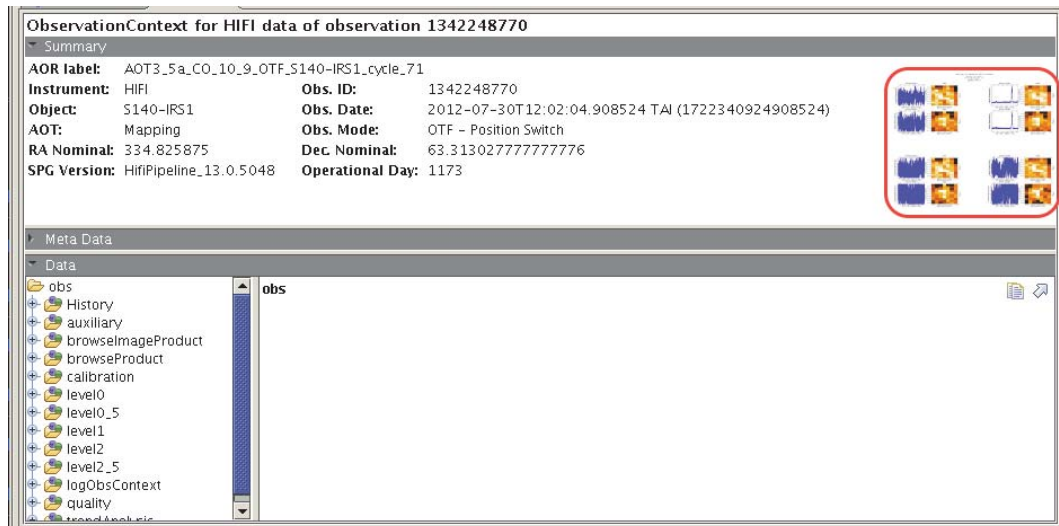 ObservationContext for HIFI data of observation 1342248770
Summary
AOR label: AOT3_5a_CO_10_9_OTF_S140-IRS1_cycle_71
Instrument: HIFI Obs. ID: 1342248770
Object: S140-IRS1 Obs. Date: 2012-07-30T12:02:04.908524 TAI (1722340924908524)
AOT: Mapping Obs. Mode: OTF - Position Switch
RA Nominal: 334.825875 Dec. Nominal: 63.313027777777776
SPG Version: HifiPipeline_13.0.5048 Operational Day: 1173
Meta Data
Data
obs
obs
History
auxiliary
browseImageProduct
browseProduct
calibration
level0
level0_5
level1
level2
level2_5
logObsContext
quality